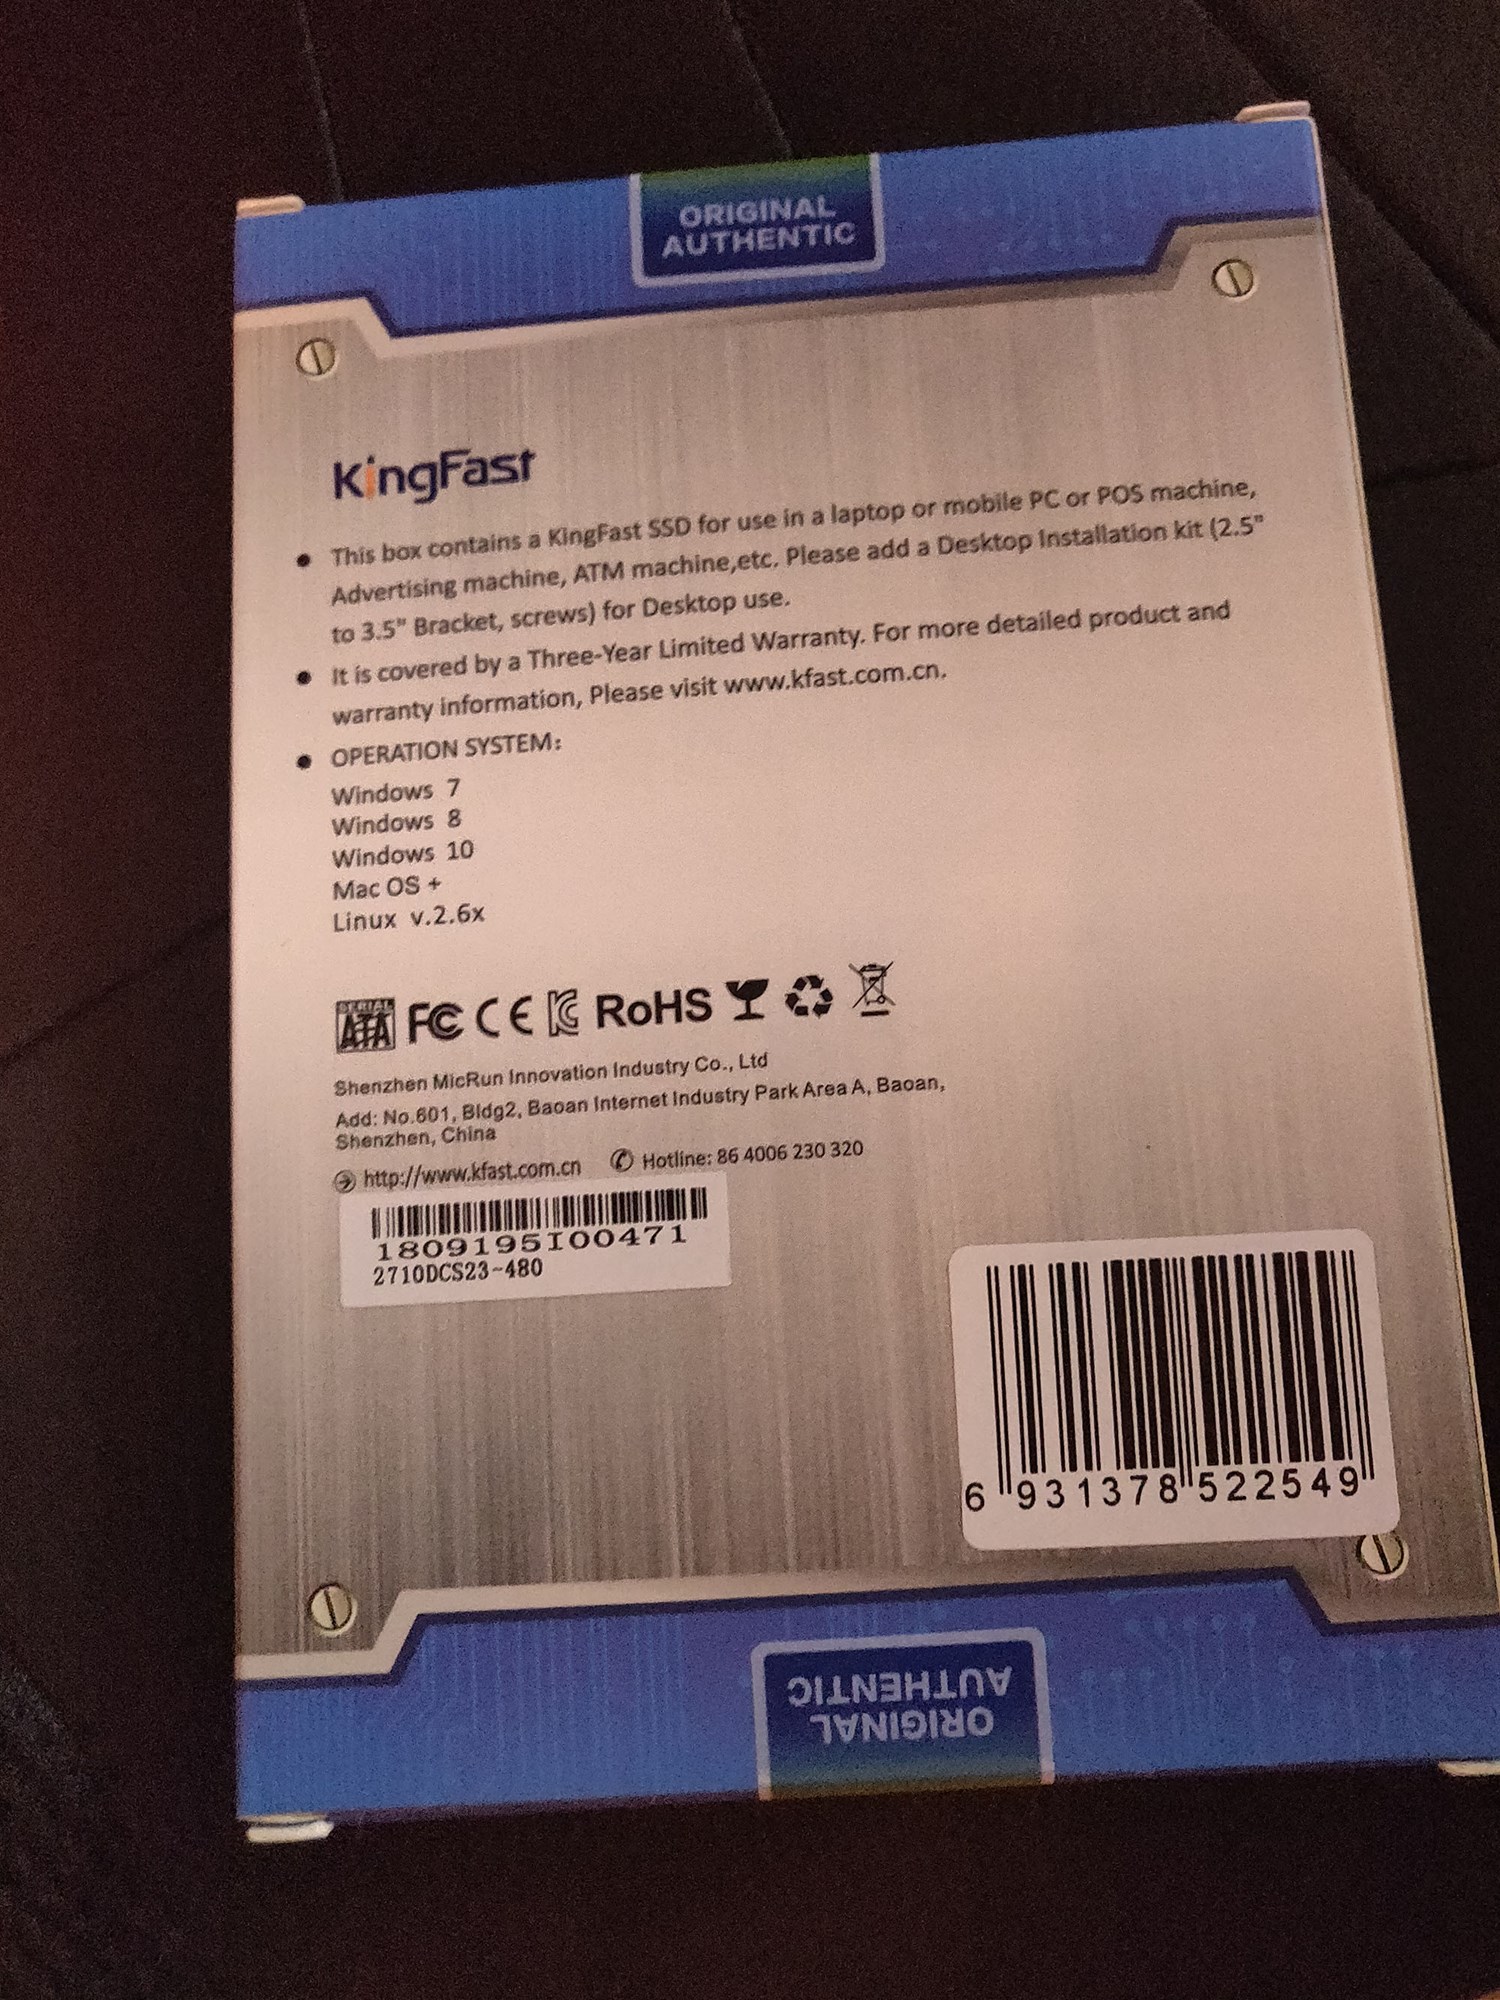 ORIGINAL
AUTHENTIC
KingFast
● This box contains a KingFast SSD for use in a laptop or mobile PC or POS machine,
Advertising machine, ATM machine,etc. Please add a Desktop Installation kit (2.5"
to 3.5" Bracket, screws) for Desktop use.
● It is covered by a Three-Year Limited Warranty. For more detailed product and
warranty information, Please visit www.kfast.com.cn.
● OPERATION SYSTEM:
Windows 7
Windows 8
Windows 10
Mac OS +
Linux v.2.6x
SERIAL ATA FC CE KC RoHS
Shenzhen MicRun Innovation Industry Co., Ltd
Add: No.601, Bldg2, Baoan Internet Industry Park Area A, Baoan,
Shenzhen, China
http://www.kfast.com.cn Hotline: 86 4006 230 320
1809195I00471
2710DCS23-480
6 931378 522549
ORIGINAL
AUTHENTIC